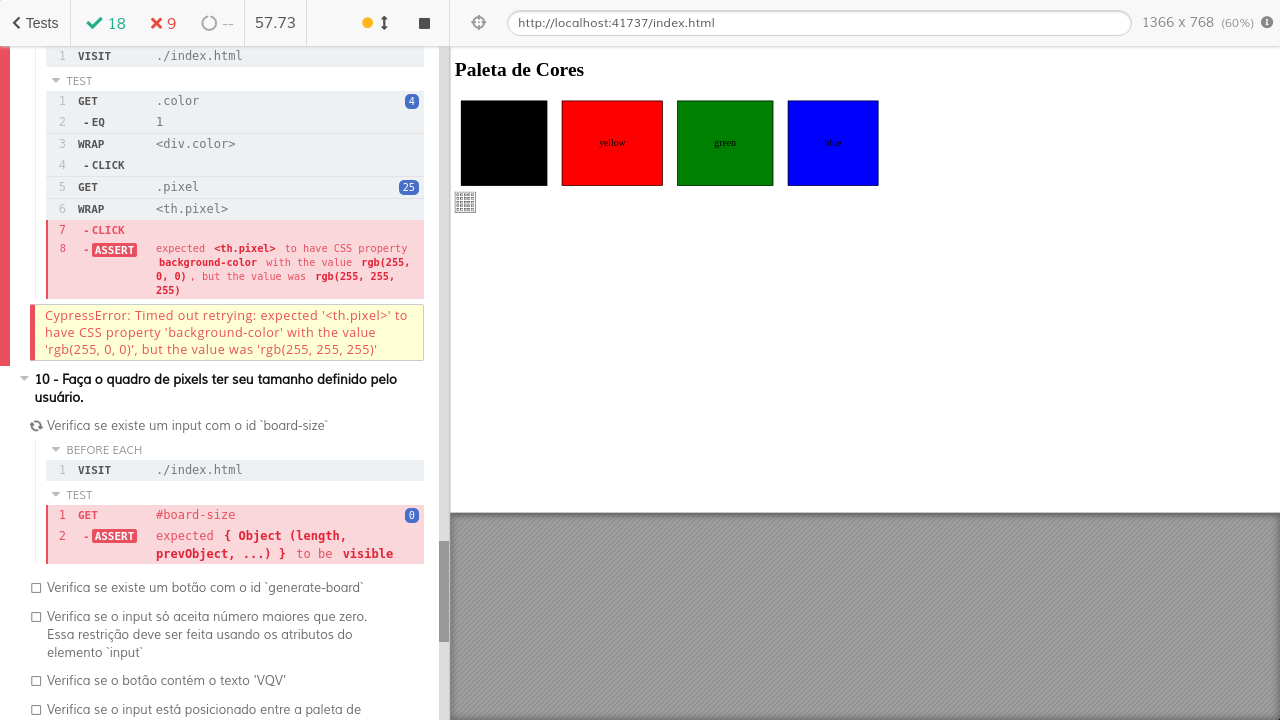 Tests 18 9 -- 57.73
http://localhost:41737/index.html 1366 x 768 (60%)
1 VISIT ./index.html
TEST
1 GET .color 4
2 - EQ 1
3 WRAP <div.color>
4 - CLICK
5 GET .pixel 25
6 WRAP <th.pixel>
7 - CLICK
8 - ASSERT expected <th.pixel> to have CSS property
background-color with the value rgb(255,
0, 0) , but the value was rgb(255, 255,
255)
CypressError: Timed out retrying: expected '<th.pixel>' to
have CSS property 'background-color' with the value
'rgb(255, 0, 0)', but the value was 'rgb(255, 255, 255)'
10 - Faça o quadro de pixels ter seu tamanho definido pelo
usuário.
Verifica se existe um input com o id `board-size`
BEFORE EACH
1 VISIT ./index.html
TEST
1 GET #board-size 0
2 - ASSERT expected { Object (length,
prevObject, ...) } to be visible
Verifica se existe um botão com o id `generate-board`
Verifica se o input só aceita número maiores que zero.
Essa restrição deve ser feita usando os atributos do
elemento `input`
Verifica se o botão contém o texto 'VQV'
Verifica se o input está posicionado entre a paleta de
Paleta de Cores
yellow green blue